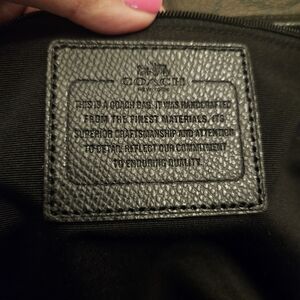 COACH
NEW YORK
THIS IS A COACH BAG. IT WAS HANDCRAFTED
FROM THE FINEST MATERIALS. ITS
SUPERIOR CRAFTSMANSHIP AND ATTENTION
TO DETAIL REFLECT OUR COMMITMENT
TO ENDURING QUALITY.